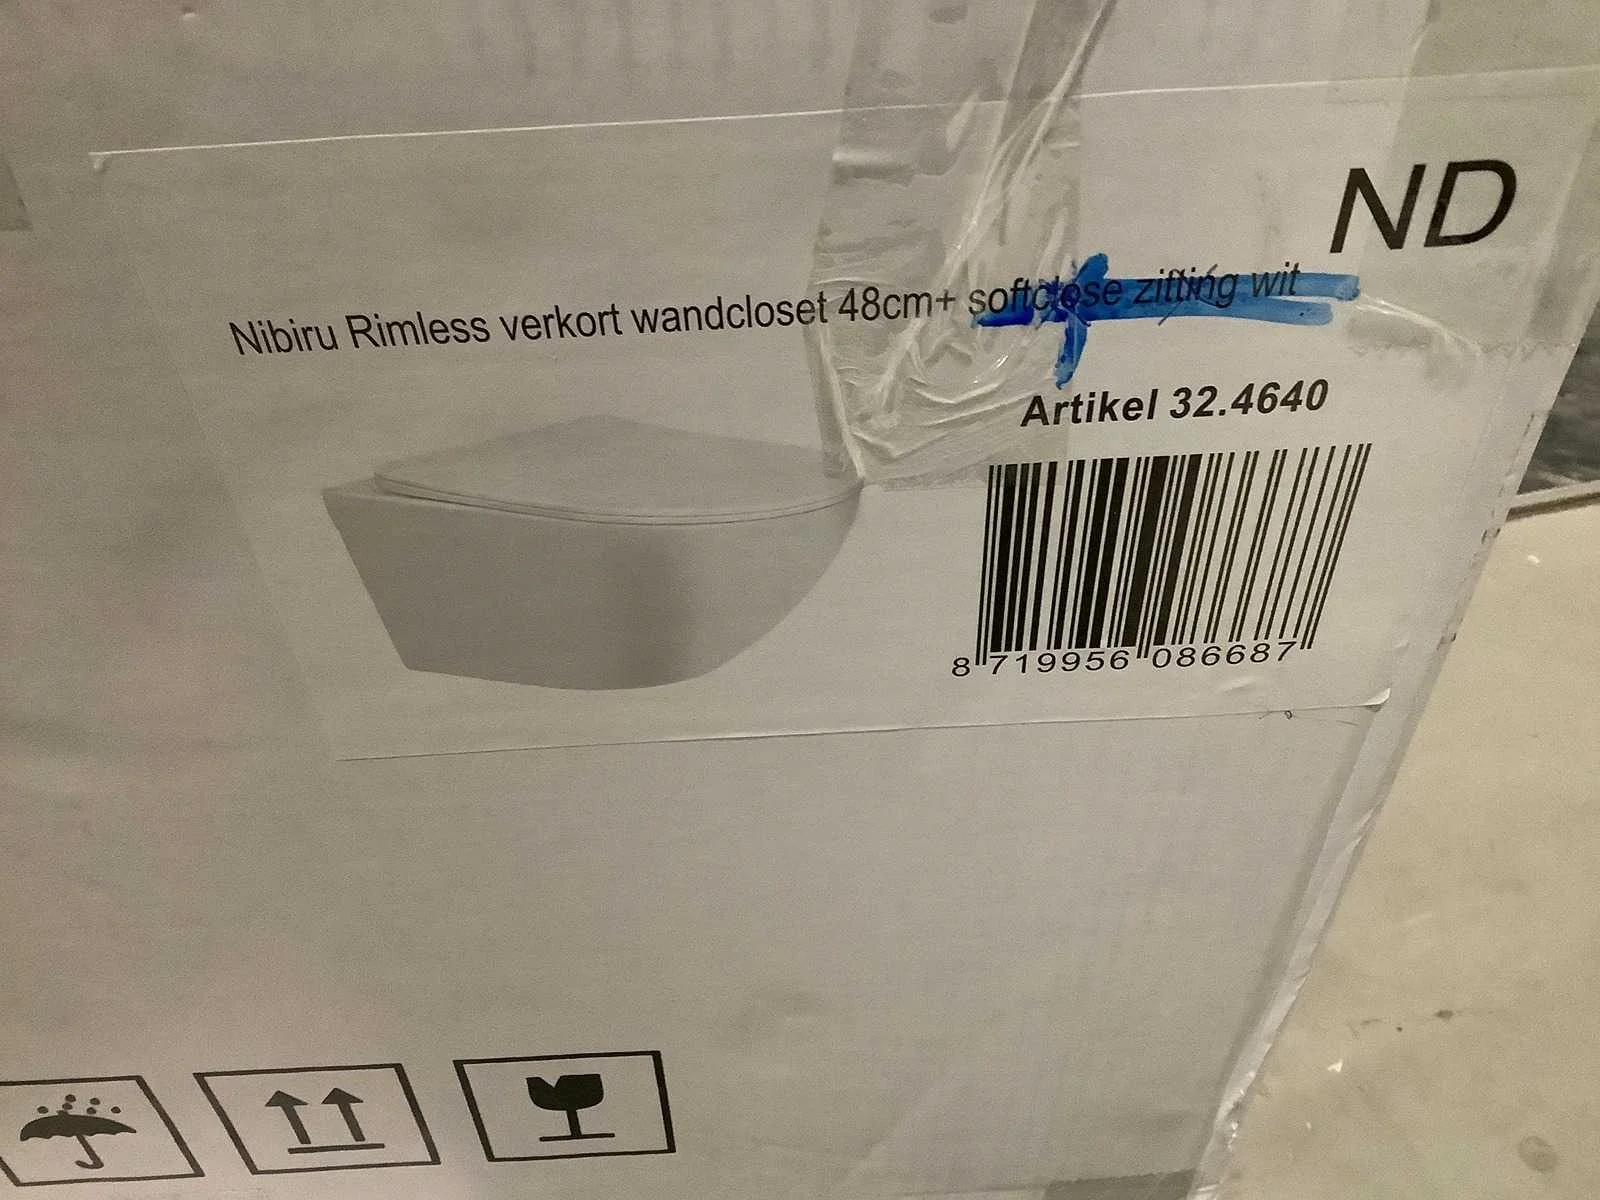 ND
Nibiru Rimless verkort wandcloset 48cm+ softclose zitting wit
Artikel 32.4640
8 719956 086687